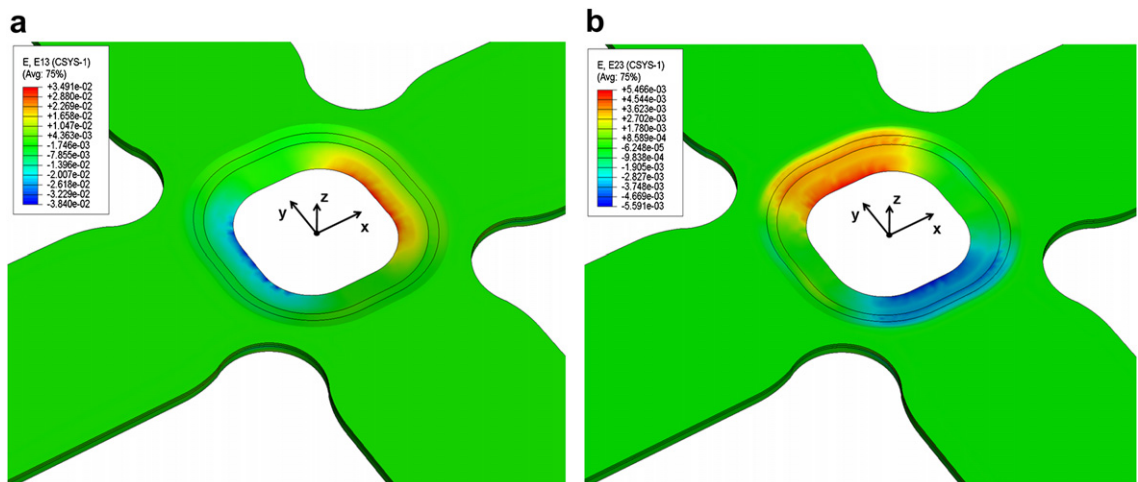 a
E, E13 (CSYS-1)
(Avg: 75%)
+3.491e-02
+2.880e-02
+2.269e-02
+1.658e-02
+1.047e-02
+4.363e-03
-1.746e-03
-7.855e-03
-1.396e-02
-2.007e-02
-2.618e-02
-3.229e-02
-3.840e-02
y
z
x
b
E, E23 (CSYS-1)
(Avg: 75%)
+5.466e-03
+4.544e-03
+3.623e-03
+2.702e-03
+1.780e-03
+8.589e-04
-6.248e-05
-9.838e-04
-1.905e-03
-2.827e-03
-3.748e-03
-4.669e-03
-5.591e-03
y
z
x